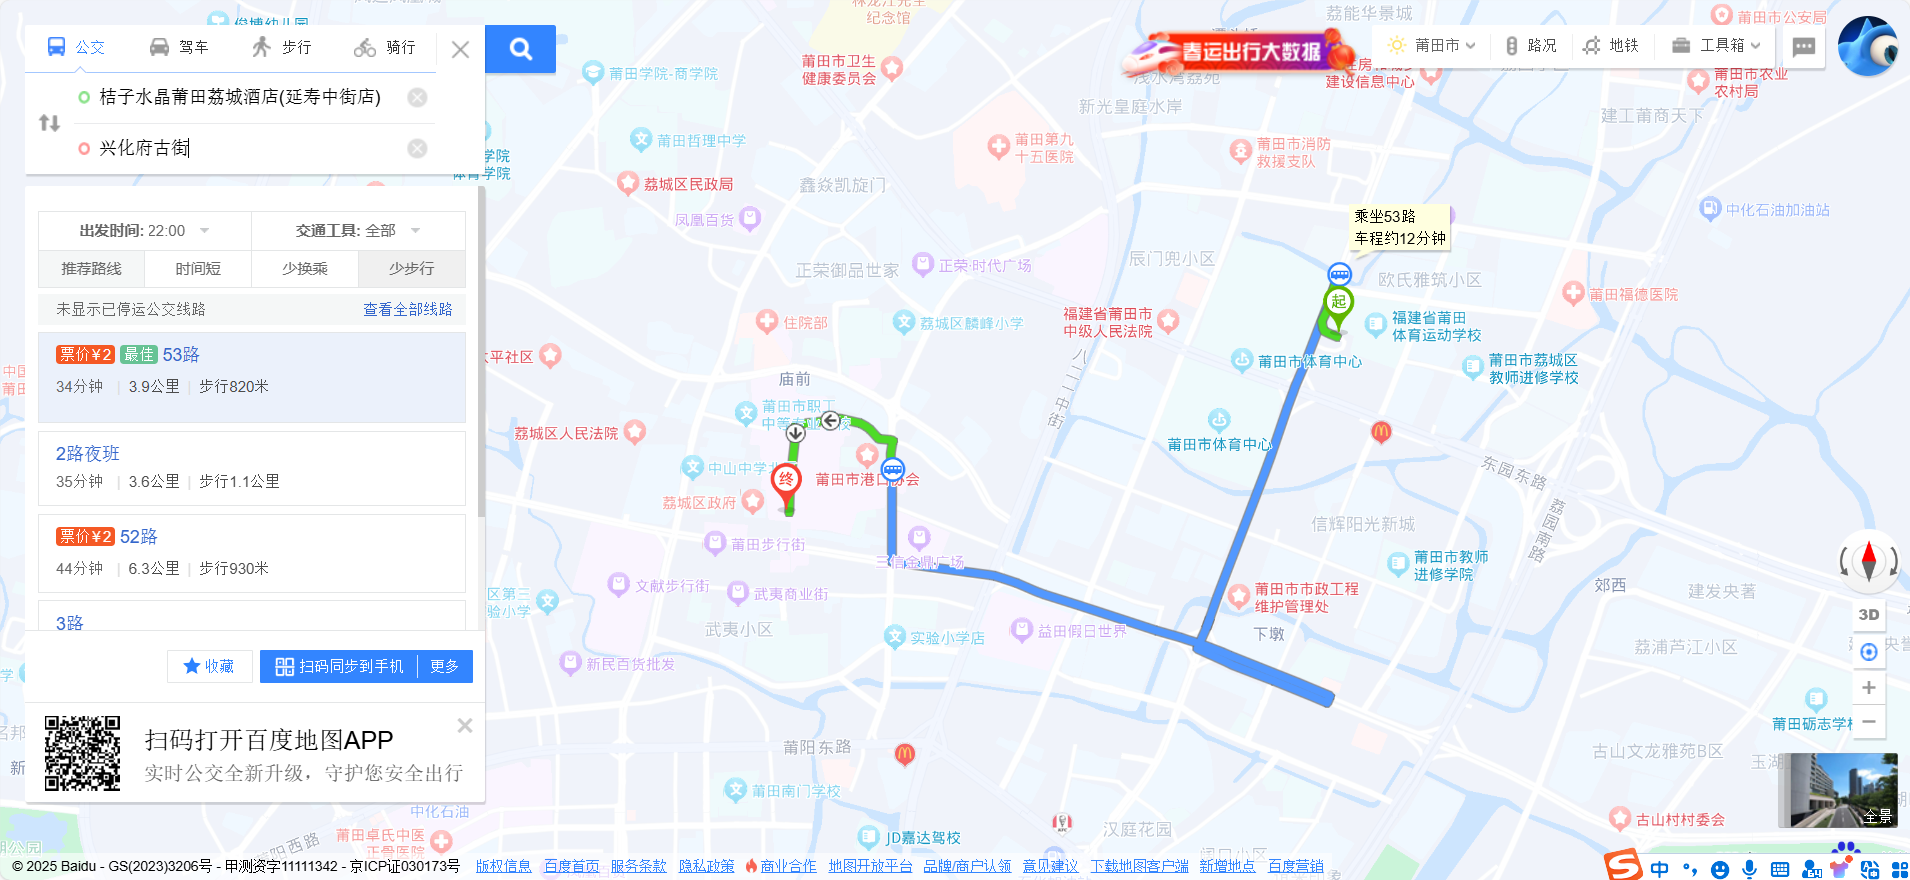 公交
驾车
步行
骑行
桔子水晶莆田荔城酒店(延寿中街店)
兴化府古街
出发时间: 22:00
交通工具: 全部
推荐路线
时间短
少换乘
少步行
未显示已停运公交线路
查看全部线路
票价¥2 最佳 53路
34分钟 | 3.9公里 | 步行820米
2路夜班
35分钟 | 3.6公里 | 步行1.1公里
票价¥2 52路
44分钟 | 6.3公里 | 步行930米
3路
收藏
扫码同步到手机
更多
扫码打开百度地图APP
实时公交全新升级，守护您安全出行
春运出行大数据
莆田市
路况
地铁
工具箱
乘坐53路
车程约12分钟
起
终
纪念馆
荔能华景城
莆田市公安局
莆田市卫生
健康委员会
莆田学院-商学院
建设信息中心
莆田市农业
农村局
新光皇庭水岸
建工莆商天下
莆田哲理中学
莆田第九
十五医院
莆田市消防
救援支队
荔城区民政局
鑫焱凯旋门
凤凰百货
中化石油加油站
正荣御品世家
正荣·时代广场
辰门兜小区
欧氏雅筑小区
莆田福德医院
住院部
荔城区麟峰小学
福建省莆田市
中级人民法院
福建省莆田
体育运动学校
太平社区
莆田市体育中心
莆田市荔城区
教师进修学校
庙前
八二一中街
莆田市职工
荔城区人民法院
莆田市体育中心
莆田市港口协会
荔城区政府
东园东路
荔园南路
信辉阳光新城
莆田步行街
三信金鼎广场
莆田市教师
进修学院
文献步行街
武夷商业街
莆田市市政工程
维护管理处
郊西
建发央著
武夷小区
实验小学店
益田假日世界
下墩
荔浦芦江小区
新民百货批发
莆阳东路
莆田砺志学校
古山文龙雅苑B区
莆田南门学校
中化石油
莆田卓氏中医
正骨医院
JD嘉达驾校
汉庭花园
古山村村委会
3D
全景
© 2025 Baidu - GS(2023)3206号 - 甲测资字11111342 - 京ICP证030173号
版权信息
百度首页
服务条款
隐私政策
商业合作
地图开放平台
品牌/商户认领
意见建议
下载地图客户端
新增地点
百度营销
中